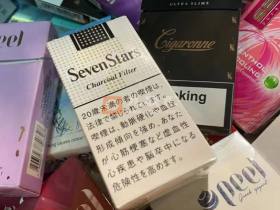 peel
ULTRA SLIMS
Cigaronne
SevenStars
Charcoal Filter
MENTHOL
COOLING
king
20歳未満の者の喫煙は、
法律で禁じられています。
喫煙は、動脈硬化や血栓
形成傾向を強め、あなた
が心筋梗塞など虚血性
心疾患や脳卒中になる
危険性を高めます。
peel